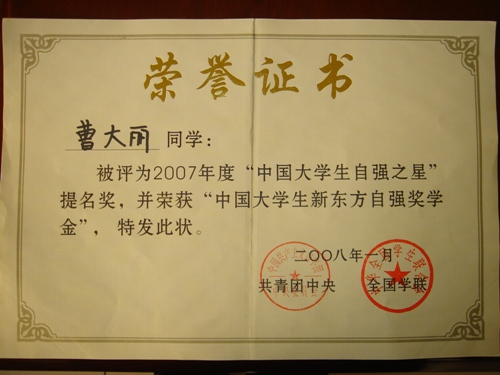 荣誉证书
曹大丽 同学：
被评为2007年度“中国大学生自强之星”
提名奖，并荣获“中国大学生新东方自强奖学
金”，特发此状。
二〇〇八年一月
共青团中央 全国学联